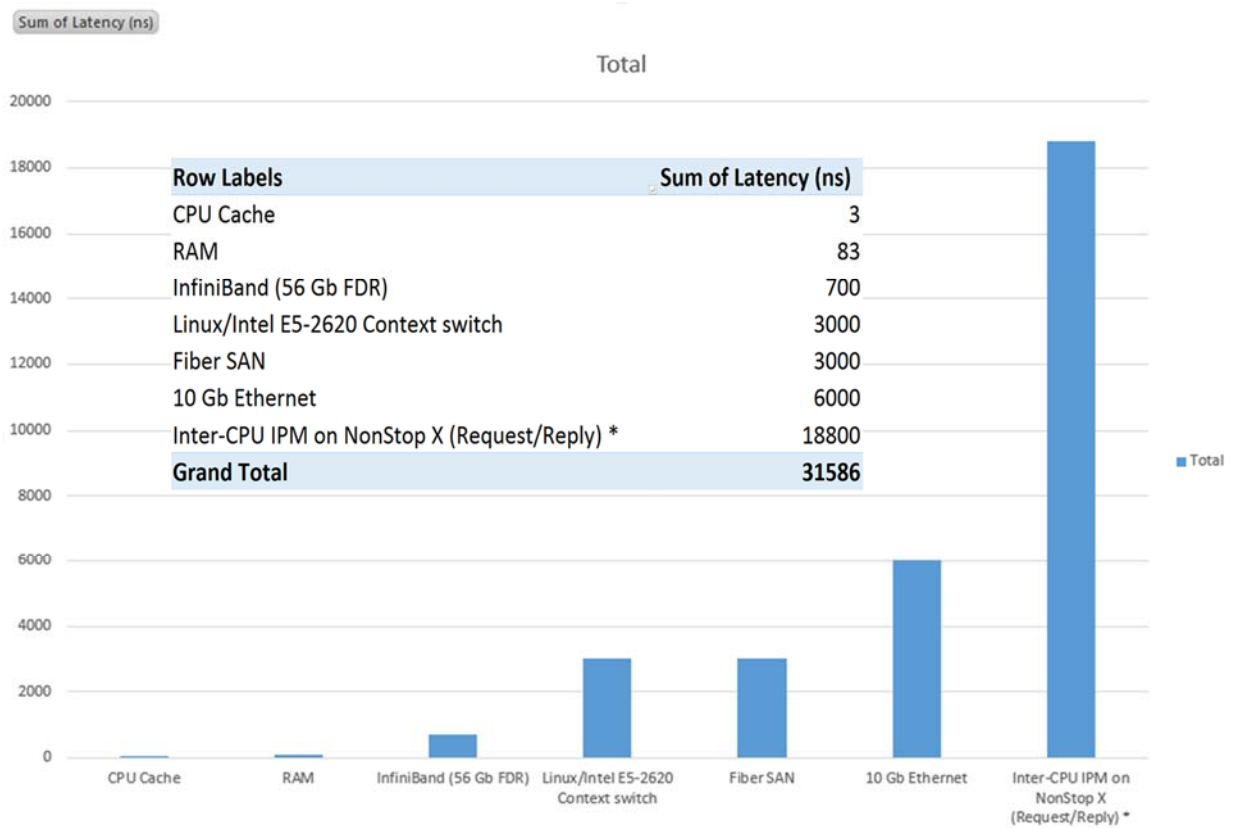 Sum of Latency (ns)
Total
20000
18000
16000
14000
12000
10000
8000
6000
4000
2000
0
Row Labels Sum of Latency (ns)
CPU Cache 3
RAM 83
InfiniBand (56 Gb FDR) 700
Linux/Intel E5-2620 Context switch 3000
Fiber SAN 3000
10 Gb Ethernet 6000
Inter-CPU IPM on NonStop X (Request/Reply) * 18800
Grand Total 31586
Total
CPU Cache
RAM
InfiniBand (56 Gb FDR)
Linux/Intel E5-2620
Context switch
Fiber SAN
10 Gb Ethernet
Inter-CPU IPM on
NonStop X
(Request/Reply) *